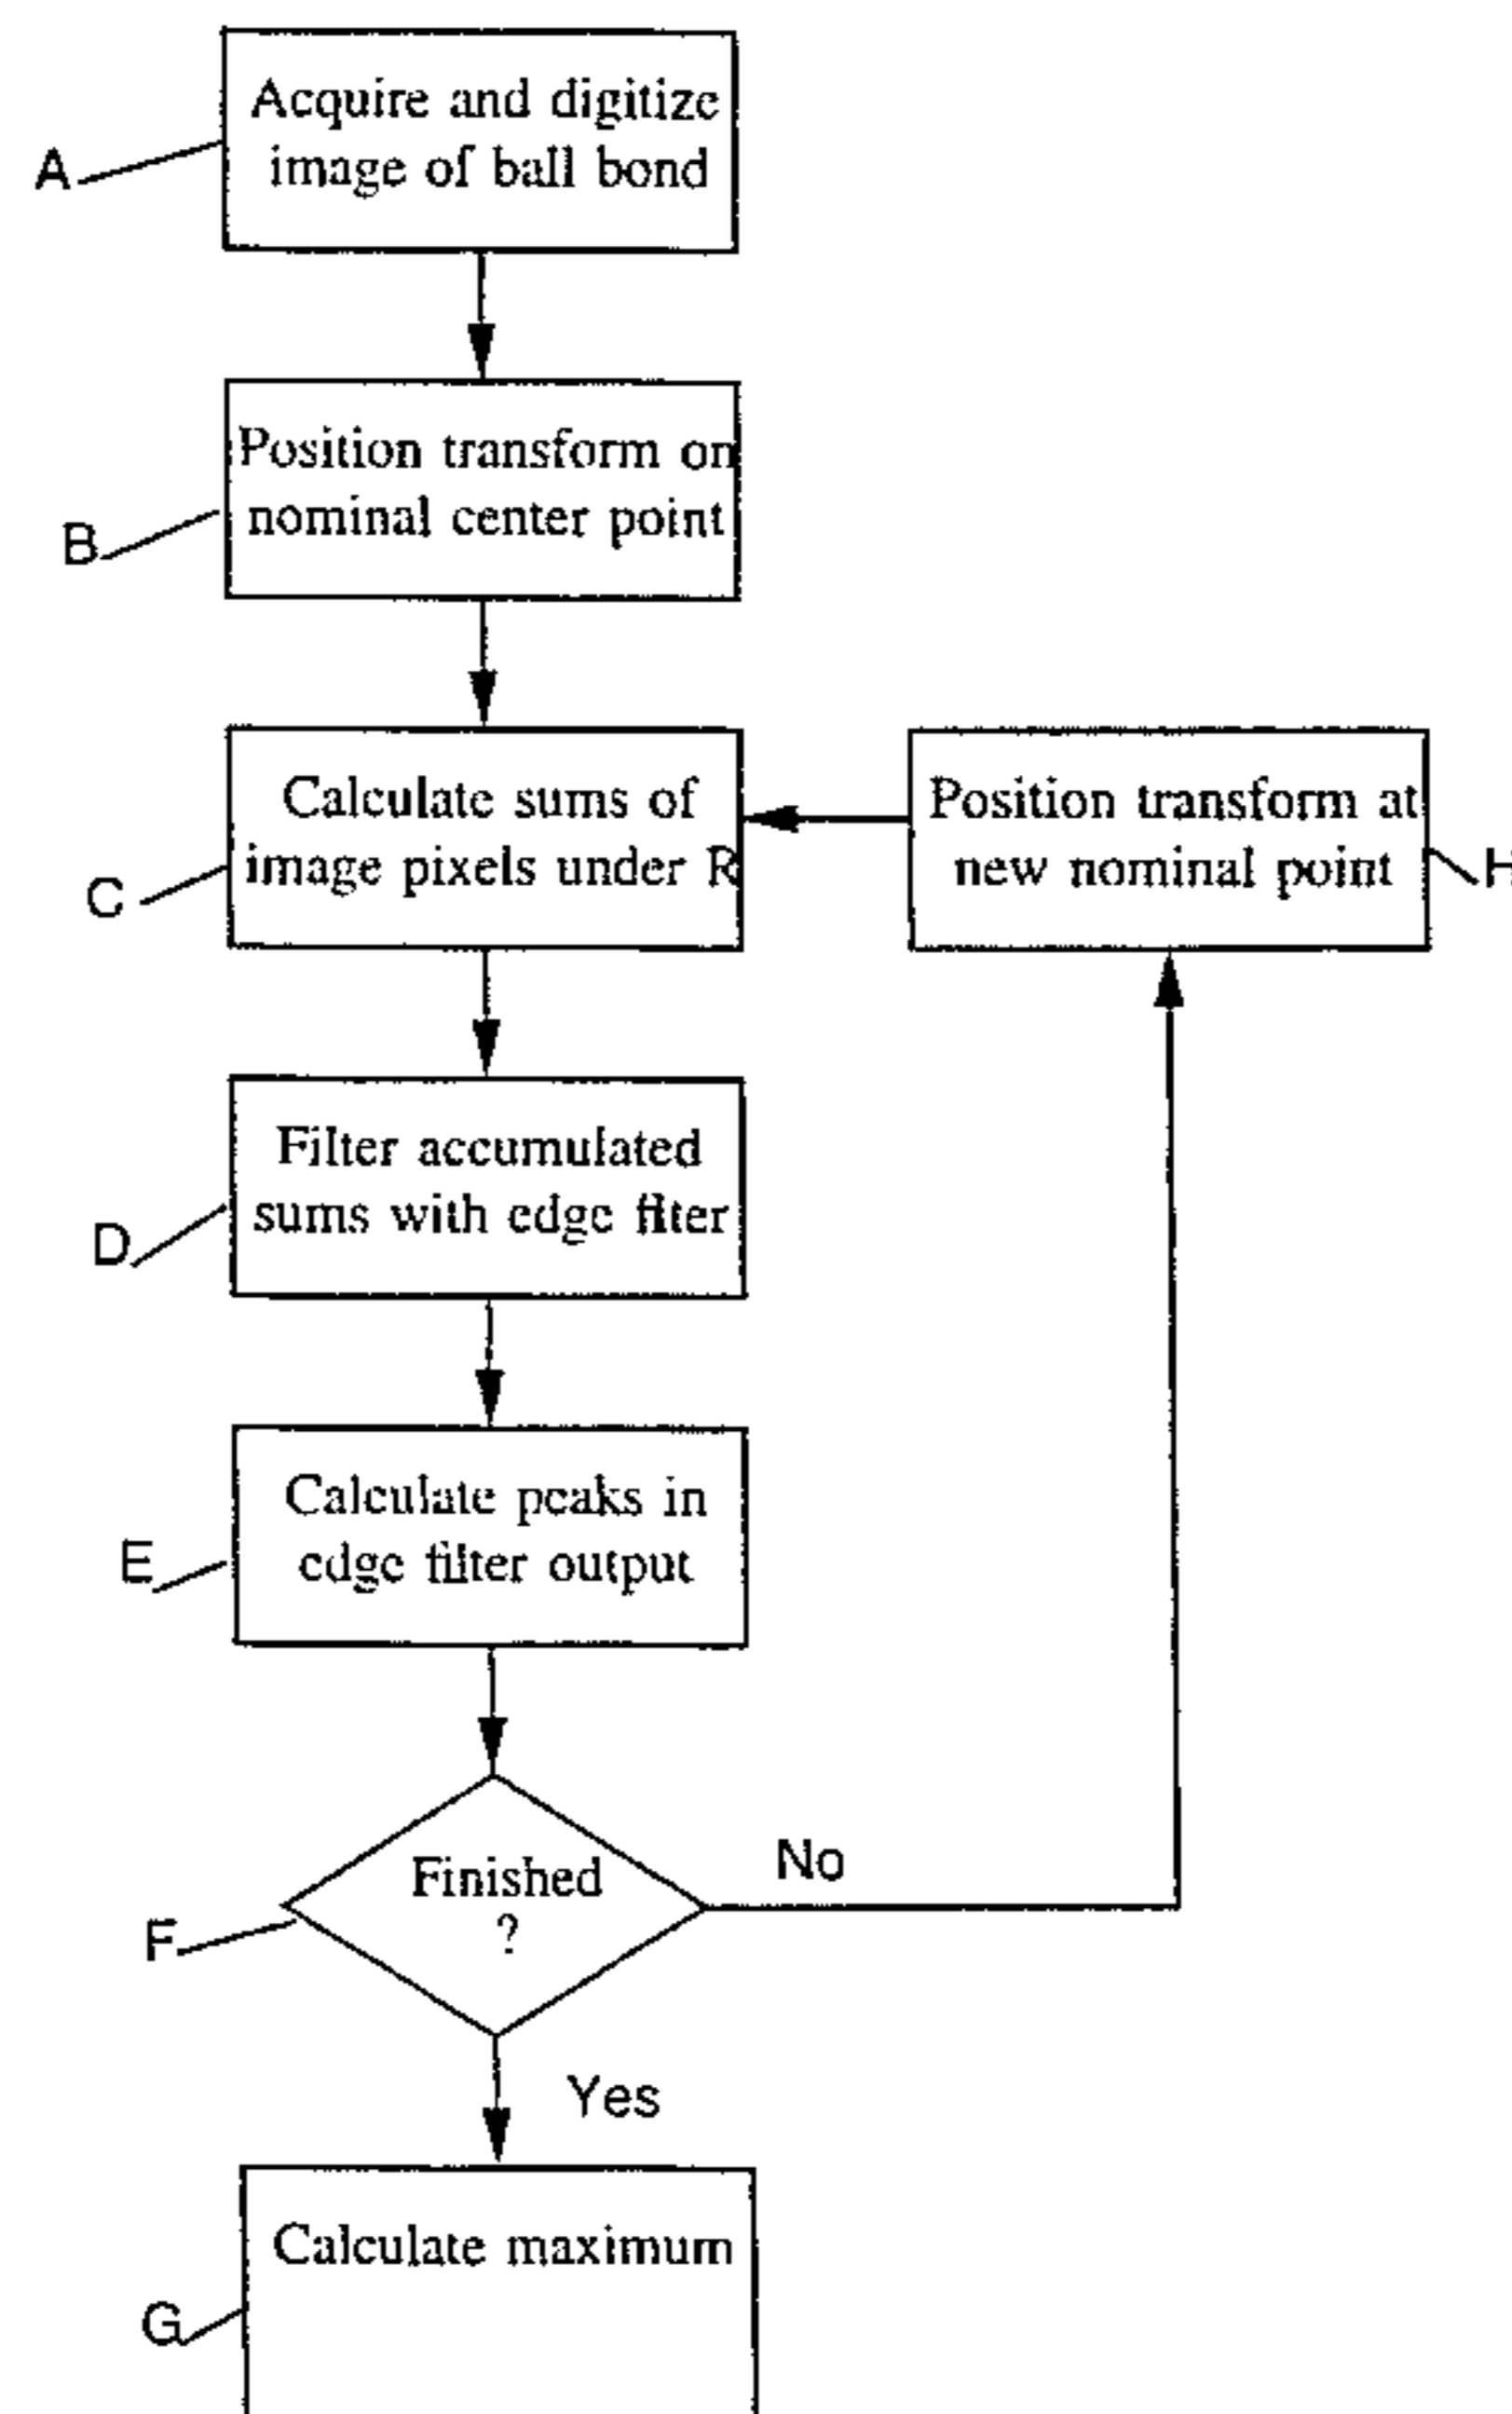 Acquire and digitize
image of ball bond
A
Position transform on
nominal center point
B
Calculate sums of
image pixels under R
C
Position transform at
new nominal point
H
Filter accumulated
sums with edge filter
D
Calculate peaks in
edge filter output
E
Finished
?
F
No
Yes
Calculate maximum
G